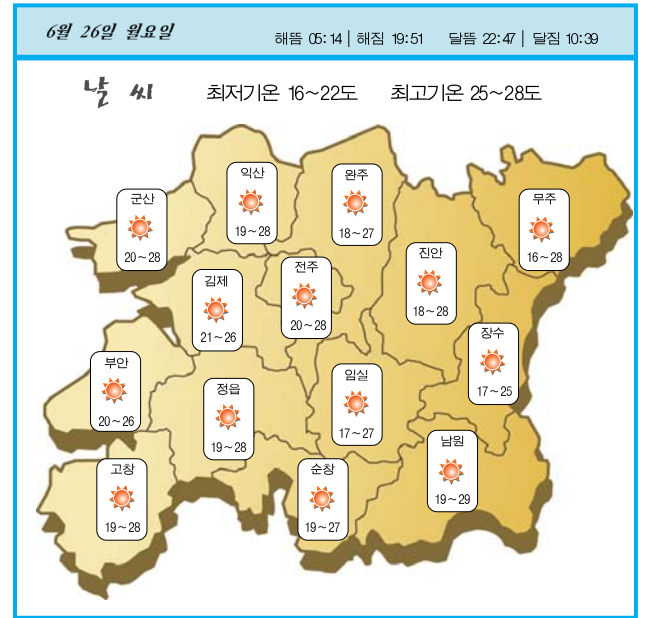 6월 26일 월요일
해뜸 05:14 | 해짐 19:51 달뜸 22:47 | 달짐 10:39
날 씨
최저기온 16~22도 최고기온 25~28도
익산
19~28
완주
18~27
군산
20~28
무주
16~28
진안
18~28
전주
20~28
김제
21~26
장수
17~25
부안
20~26
임실
17~27
정읍
19~28
남원
19~29
고창
19~28
순창
19~27